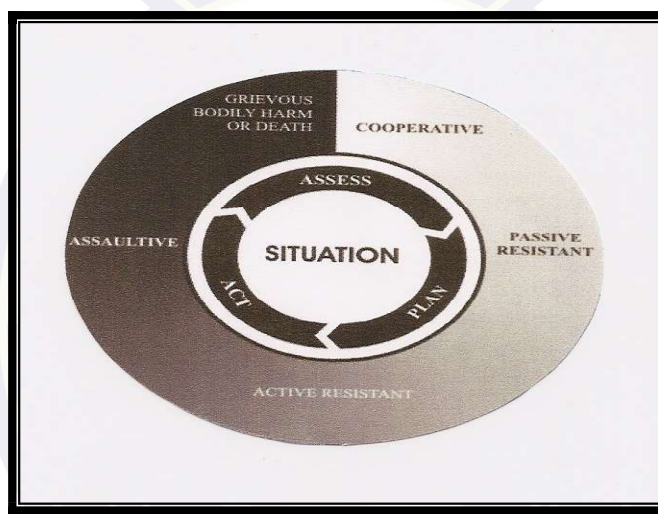 GRIEVOUS
BODILY HARM
OR DEATH
COOPERATIVE
ASSESS
ASSAULTIVE
SITUATION
PASSIVE
RESISTANT
ACT
PLAN
ACTIVE RESISTANT